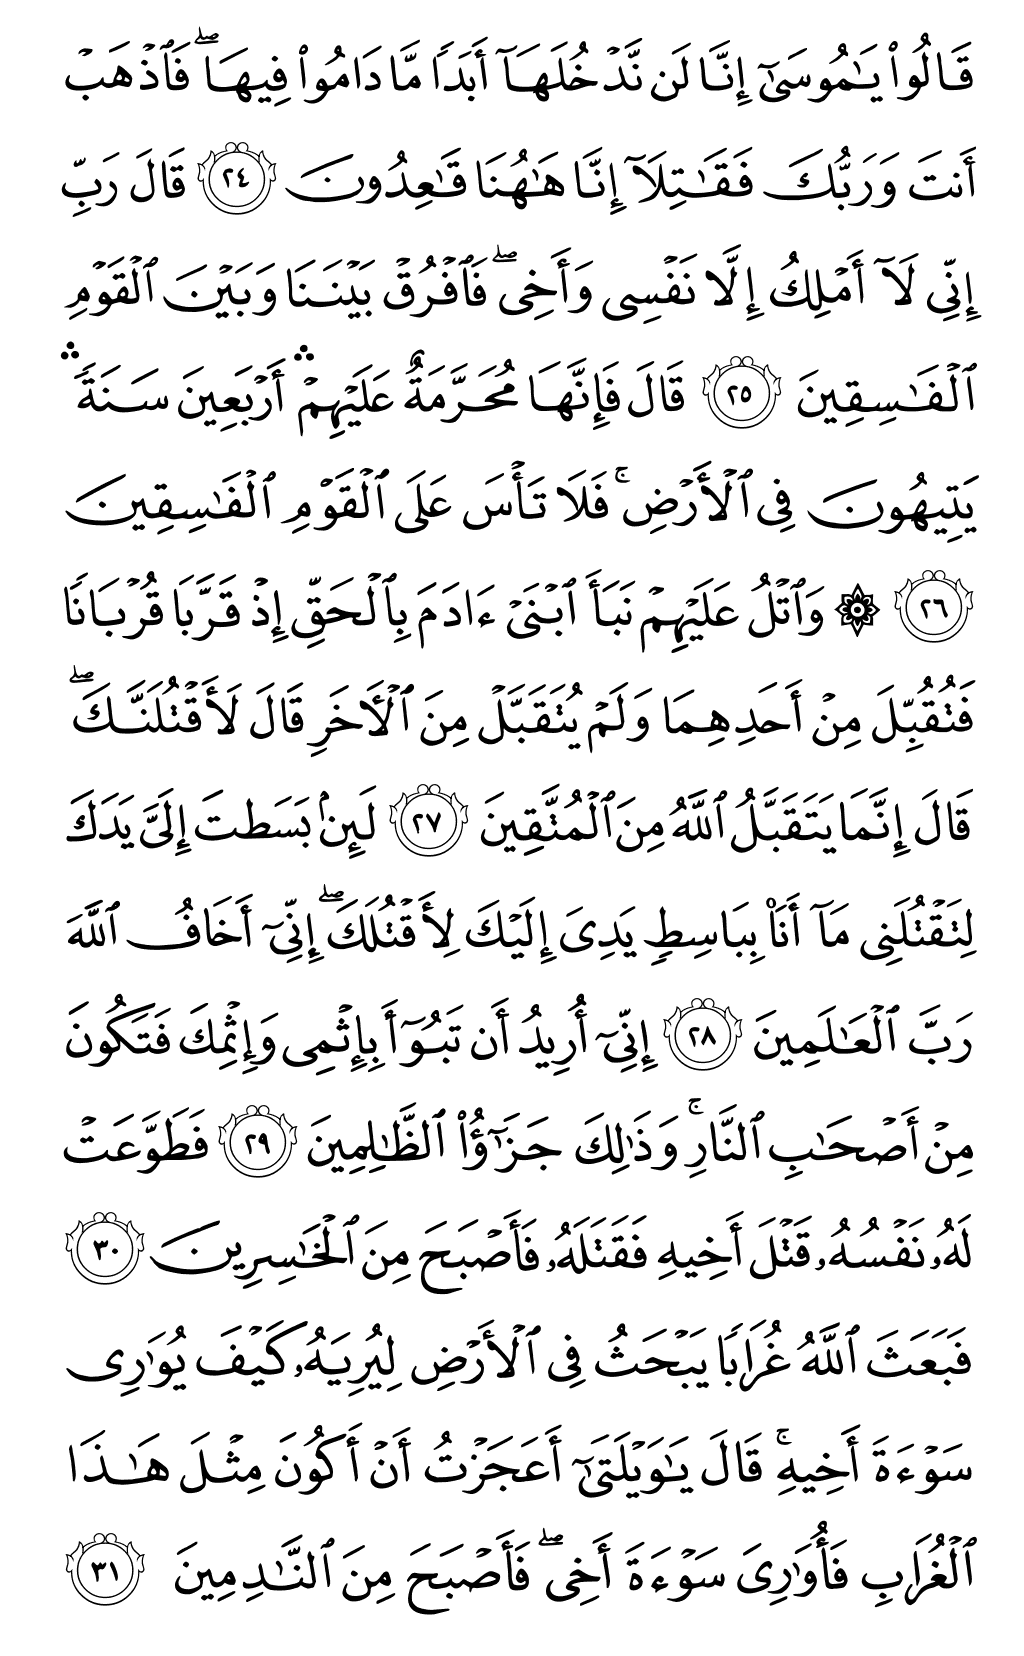 قَالُوا۟ يَـٰمُوسَىٰٓ إِنَّا لَن نَّدْخُلَهَآ أَبَدًا مَّا دَامُوا۟ فِيهَا ۖ فَٱذْهَبْ
أَنتَ وَرَبُّكَ فَقَـٰتِلَآ إِنَّا هَـٰهُنَا قَـٰعِدُونَ ٢٤ قَالَ رَبِّ
إِنِّى لَآ أَمْلِكُ إِلَّا نَفْسِى وَأَخِى ۖ فَٱفْرُقْ بَيْنَنَا وَبَيْنَ ٱلْقَوْمِ
ٱلْفَـٰسِقِينَ ٢٥ قَالَ فَإِنَّهَا مُحَرَّمَةٌ عَلَيْهِمْ ۛ أَرْبَعِينَ سَنَةً ۛ
يَتِيهُونَ فِى ٱلْأَرْضِ ۚ فَلَا تَأْسَ عَلَى ٱلْقَوْمِ ٱلْفَـٰسِقِينَ
٢٦ ۞ وَٱتْلُ عَلَيْهِمْ نَبَأَ ٱبْنَىْ ءَادَمَ بِٱلْحَقِّ إِذْ قَرَّبَا قُرْبَانًا
فَتُقُبِّلَ مِنْ أَحَدِهِمَا وَلَمْ يُتَقَبَّلْ مِنَ ٱلْـَٔاخَرِ قَالَ لَأَقْتُلَنَّكَ ۖ
قَالَ إِنَّمَا يَتَقَبَّلُ ٱللَّهُ مِنَ ٱلْمُتَّقِينَ ٢٧ لَئِنۢ بَسَطتَ إِلَىَّ يَدَكَ
لِتَقْتُلَنِى مَآ أَنَا۠ بِبَاسِطٍ يَدِىَ إِلَيْكَ لِأَقْتُلَكَ ۖ إِنِّىٓ أَخَافُ ٱللَّهَ
رَبَّ ٱلْعَـٰلَمِينَ ٢٨ إِنِّىٓ أُرِيدُ أَن تَبُوٓأَ بِإِثْمِى وَإِثْمِكَ فَتَكُونَ
مِنْ أَصْحَـٰبِ ٱلنَّارِ ۚ وَذَٰلِكَ جَزَٰٓؤُا۟ ٱلظَّـٰلِمِينَ ٢٩ فَطَوَّعَتْ
لَهُۥ نَفْسُهُۥ قَتْلَ أَخِيهِ فَقَتَلَهُۥ فَأَصْبَحَ مِنَ ٱلْخَـٰسِرِينَ ٣٠
فَبَعَثَ ٱللَّهُ غُرَابًا يَبْحَثُ فِى ٱلْأَرْضِ لِيُرِيَهُۥ كَيْفَ يُوَٰرِى
سَوْءَةَ أَخِيهِ ۚ قَالَ يَـٰوَيْلَتَىٰٓ أَعَجَزْتُ أَنْ أَكُونَ مِثْلَ هَـٰذَا
ٱلْغُرَابِ فَأُوَٰرِىَ سَوْءَةَ أَخِى ۖ فَأَصْبَحَ مِنَ ٱلنَّـٰدِمِينَ ٣١